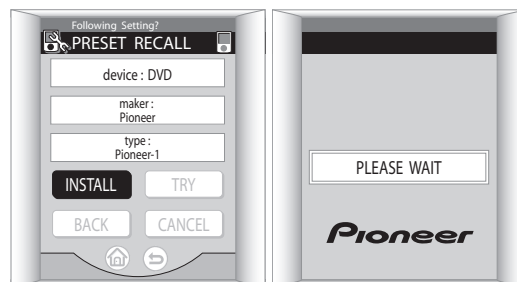 Following Setting?
PRESET RECALL
device : DVD
maker :
Pioneer
type :
Pioneer-1
INSTALL TRY
BACK CANCEL
PLEASE WAIT
Pioneer